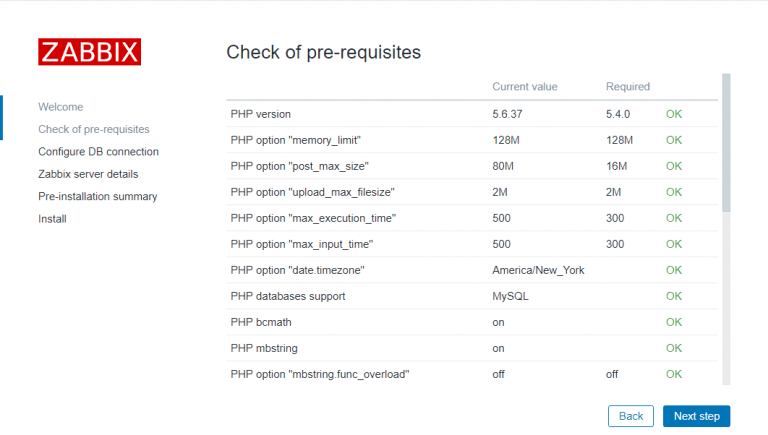 ZABBIX
Welcome
Check of pre-requisites
Configure DB connection
Zabbix server details
Pre-installation summary
Install
Check of pre-requisites
Current value Required
PHP version 5.6.37 5.4.0 OK
PHP option "memory_limit" 128M 128M OK
PHP option "post_max_size" 80M 16M OK
PHP option "upload_max_filesize" 2M 2M OK
PHP option "max_execution_time" 500 300 OK
PHP option "max_input_time" 500 300 OK
PHP option "date.timezone" America/New_York OK
PHP databases support MySQL OK
PHP bcmath on OK
PHP mbstring on OK
PHP option "mbstring.func_overload" off off OK
Back Next step